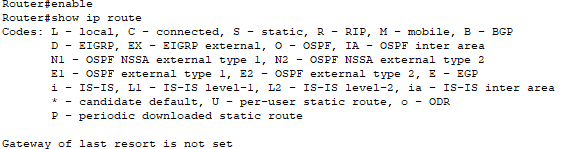 Router#enable
Router#show ip route
Codes: L - local, C - connected, S - static, R - RIP, M - mobile, B - BGP
D - EIGRP, EX - EIGRP external, O - OSPF, IA - OSPF inter area
N1 - OSPF NSSA external type 1, N2 - OSPF NSSA external type 2
E1 - OSPF external type 1, E2 - OSPF external type 2, E - EGP
i - IS-IS, L1 - IS-IS level-1, L2 - IS-IS level-2, ia - IS-IS inter area
* - candidate default, U - per-user static route, o - ODR
P - periodic downloaded static route
Gateway of last resort is not set